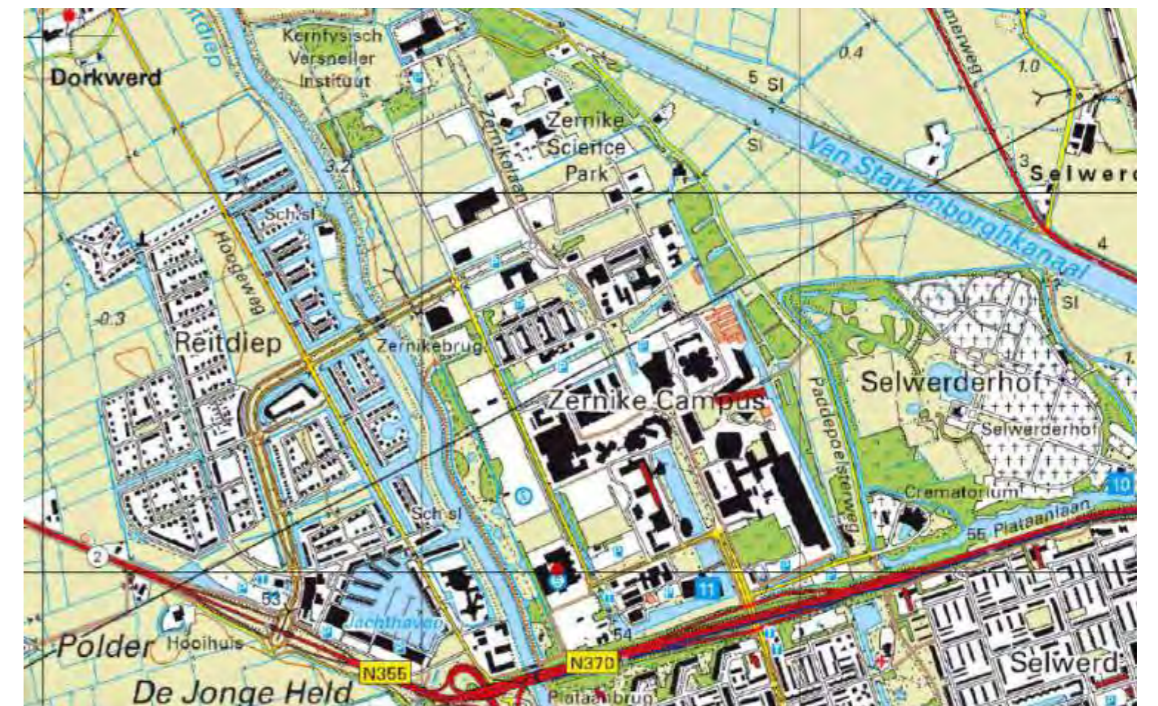 Kernfysisch
Versneller
Instituut
Dorkwerd
5
Sl
0.4
1.0
Zernikelaan
Zernike
Science
Park
Sl
Van Starkenborghkanaal
3
3.2
Sch.sl
4
Hoogeweg
Sl
-0.3
Reitdiep
Zernikebrug
Selwerderhof
Zernike Campus
Selwerderhof
Paddepoelsterweg
Crematorium
10
Sch.sl
55
Plataanlaan
2
53
11
Jachthaven
54
Polder
Hooihuis
N355
N370
Selwerd
De Jonge Held
Plataanbrug